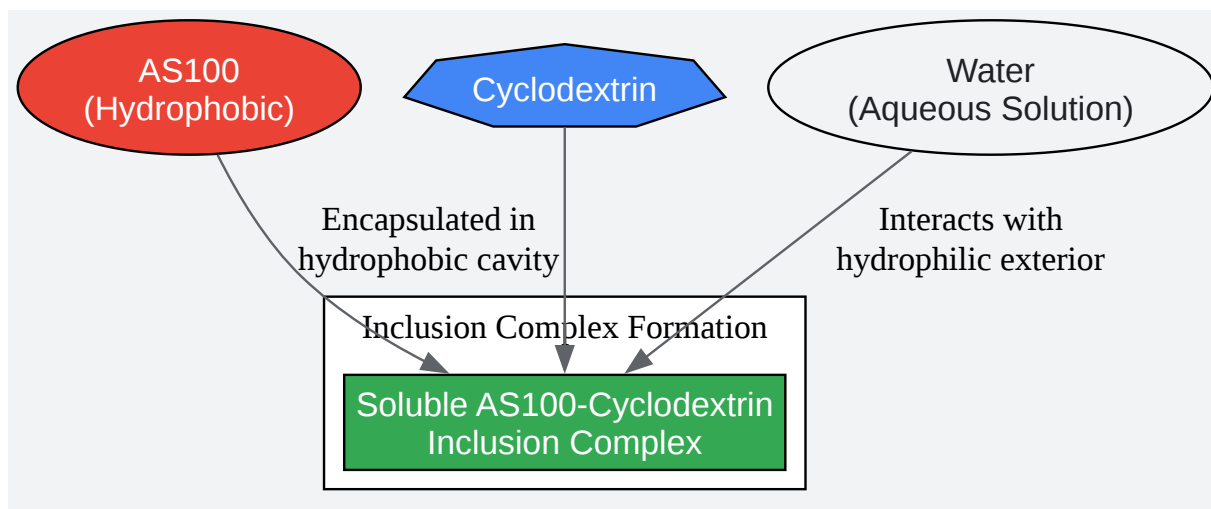 AS100
(Hydrophobic)
Cyclodextrin
Water
(Aqueous Solution)
Encapsulated in
hydrophobic cavity
Interacts with
hydrophilic exterior
Inclusion Complex Formation
Soluble AS100-Cyclodextrin
Inclusion Complex